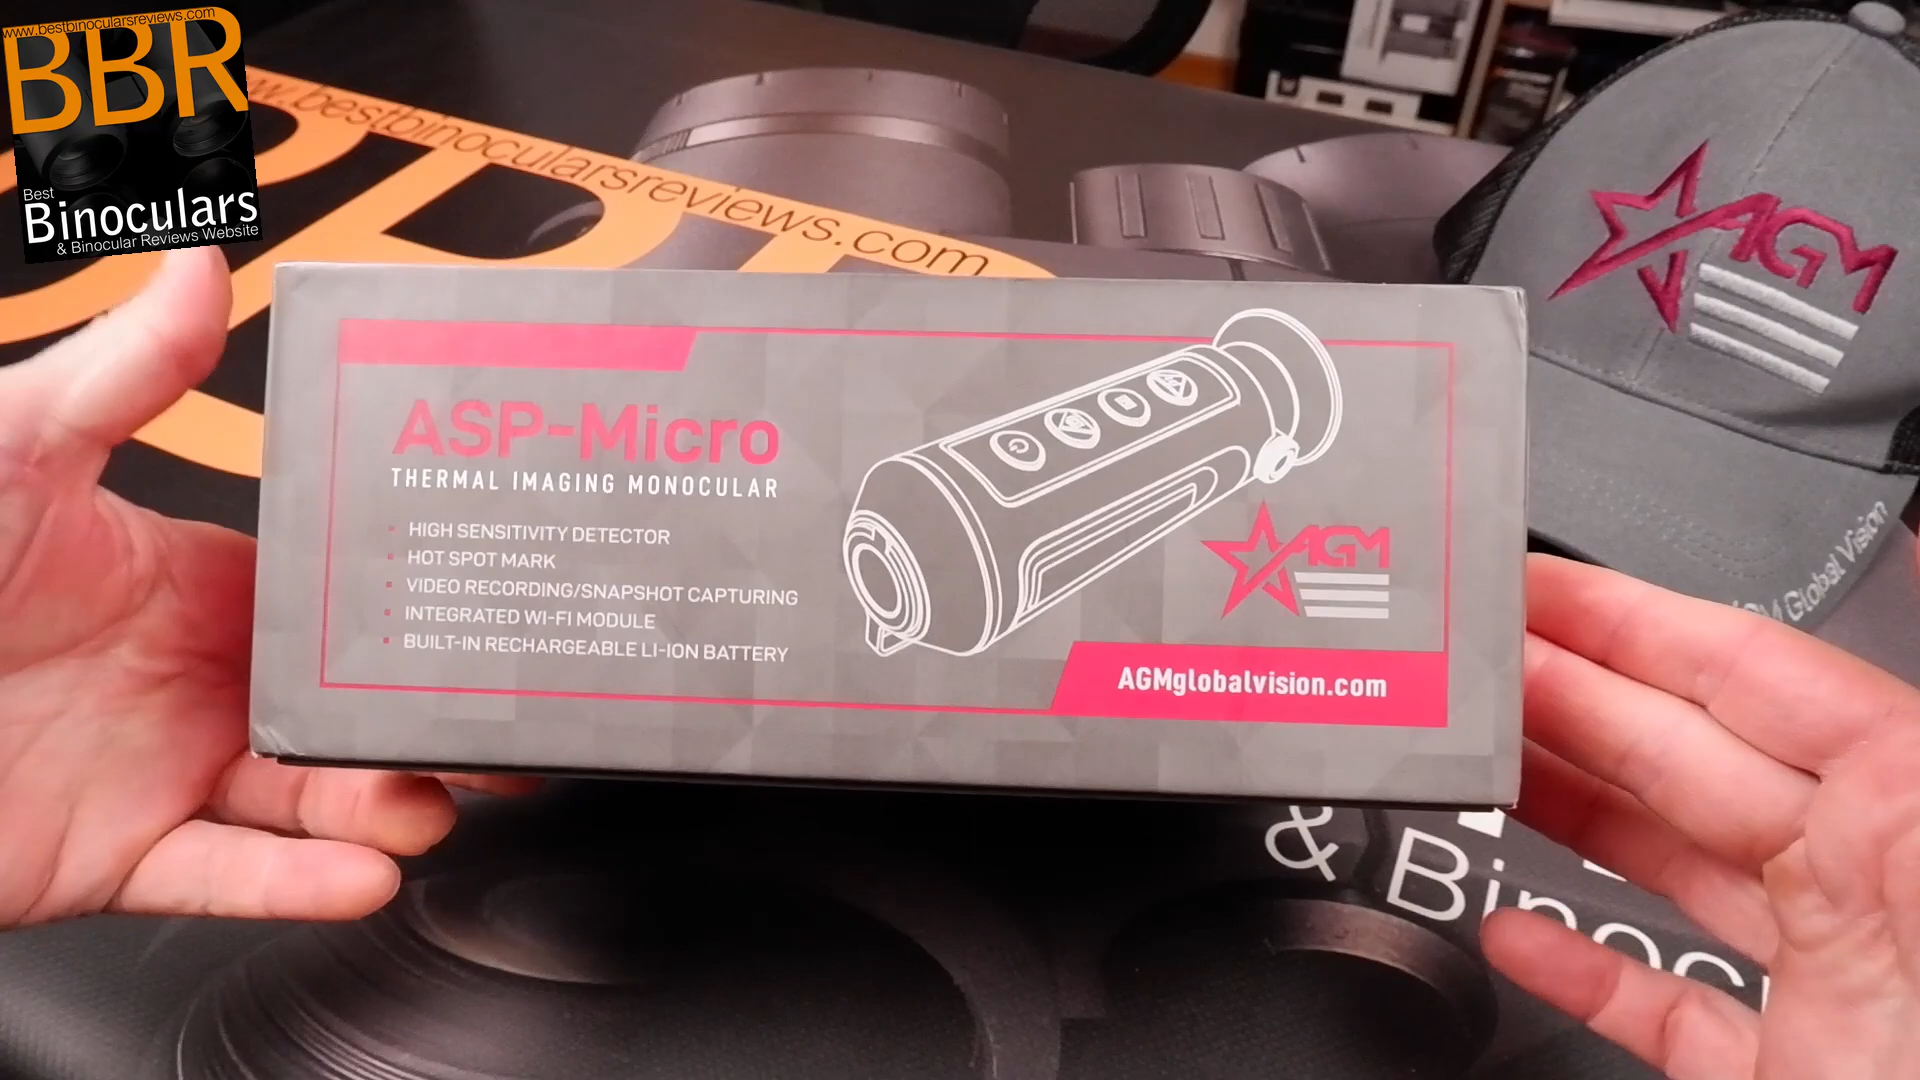 www.bestbinocularsreviews.com
BBR
Best
Binoculars
& Binocular Reviews Website
www.bestbinocularsreviews.com
AGM
ASP-Micro
THERMAL IMAGING MONOCULAR
HIGH SENSITIVITY DETECTOR
HOT SPOT MARK
VIDEO RECORDING/SNAPSHOT CAPTURING
INTEGRATED WI-FI MODULE
BUILT-IN RECHARGEABLE LI-ION BATTERY
AGM
AGMglobalvision.com
AGM Global Vision
& Binoc